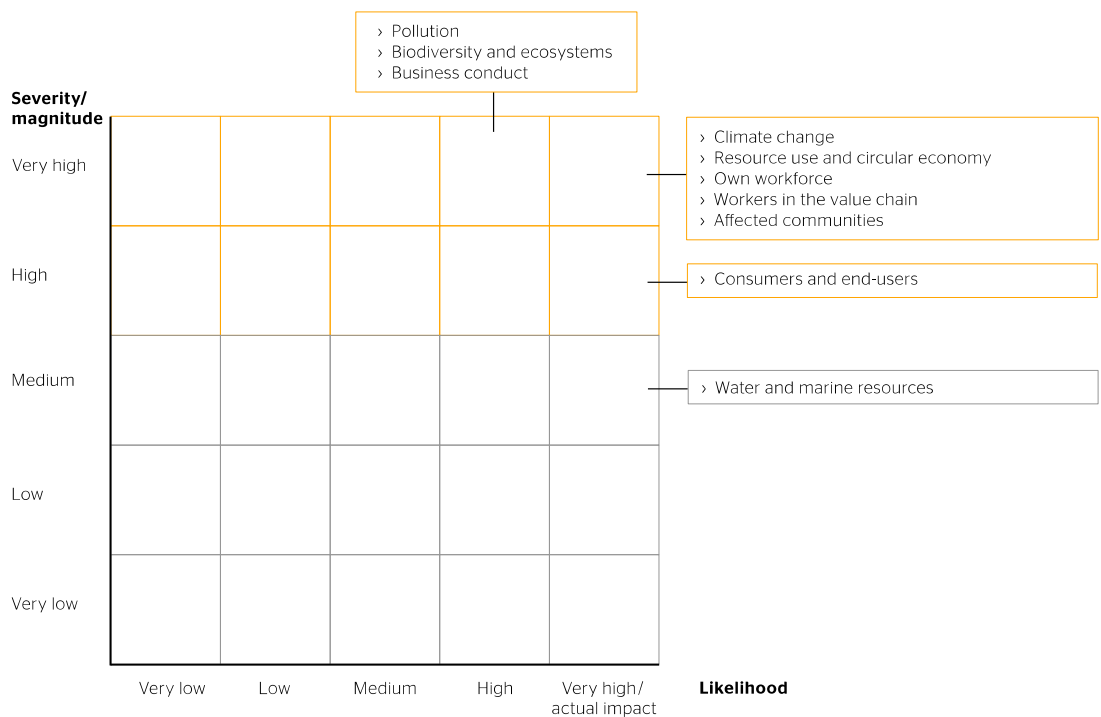 › Pollution
› Biodiversity and ecosystems
› Business conduct
Severity/
magnitude
Very high
› Climate change
› Resource use and circular economy
› Own workforce
› Workers in the value chain
› Affected communities
High
› Consumers and end-users
Medium
› Water and marine resources
Low
Very low
Very low
Low
Medium
High
Very high/
actual impact
Likelihood